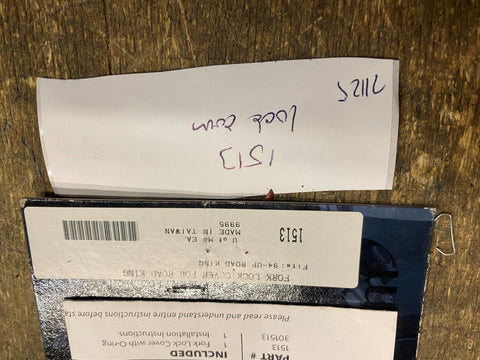 PART # INCLUDED
1513 Fork Lock Cover with O-ring 1
301513 Installation Instructions 1
Please read and understand entire instructions before sta
FORK LOCK COVER FOR ROAD KING
Fits:94-UP ROAD KING
9995
MADE IN TAIWAN
U of M: EA.
1513
1513
Lock